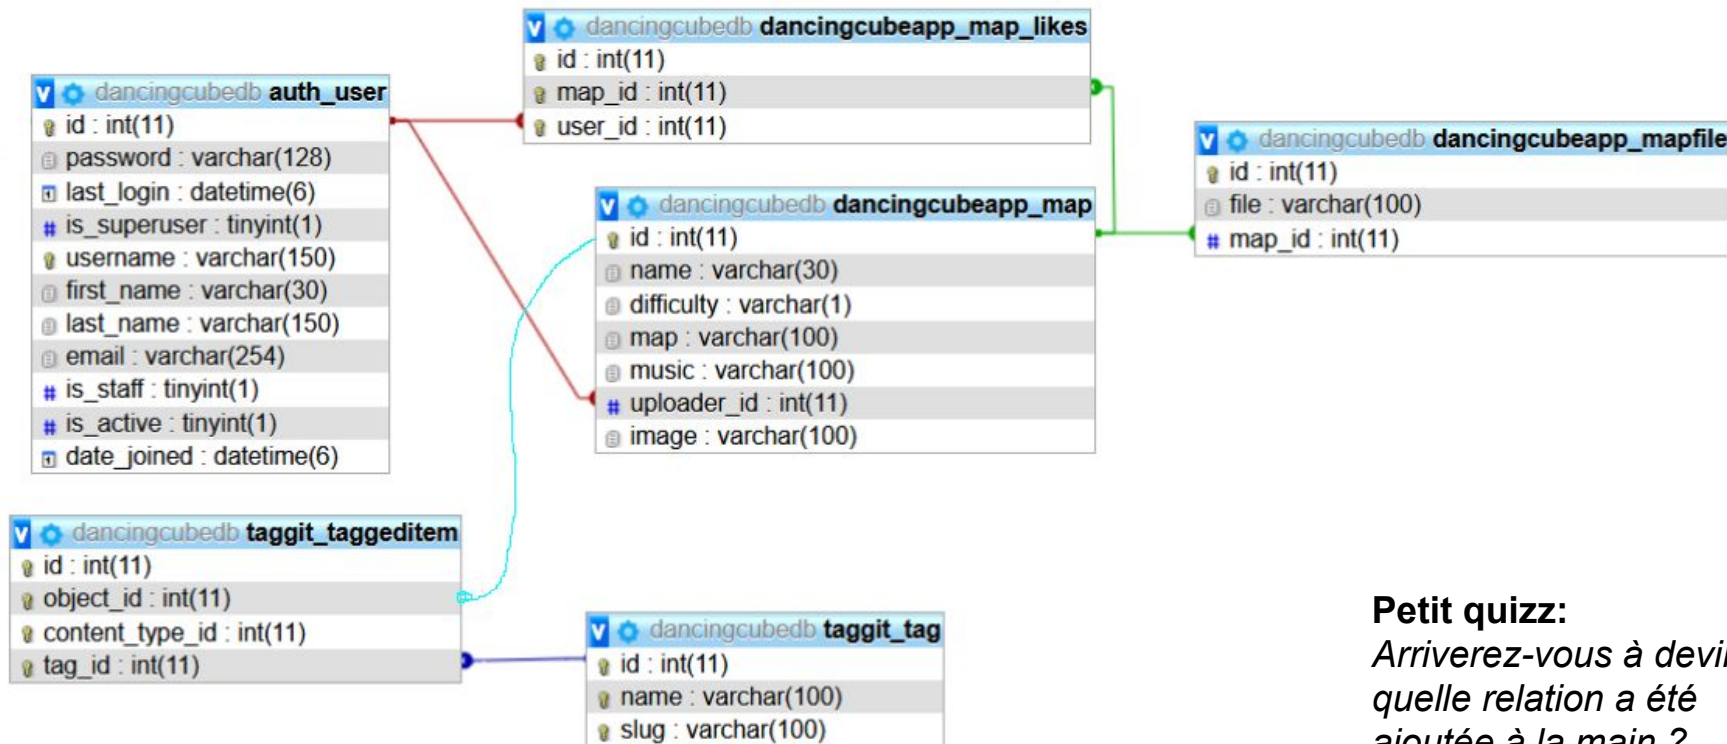 dancingcubedb dancingcubeapp_map_likes
id : int(11)
map_id : int(11)
user_id : int(11)
dancingcubedb auth_user
id : int(11)
password : varchar(128)
last_login : datetime(6)
is_superuser : tinyint(1)
username : varchar(150)
first_name : varchar(30)
last_name : varchar(150)
email : varchar(254)
is_staff : tinyint(1)
is_active : tinyint(1)
date_joined : datetime(6)
dancingcubedb dancingcubeapp_mapfile
id : int(11)
file : varchar(100)
map_id : int(11)
dancingcubedb dancingcubeapp_map
id : int(11)
name : varchar(30)
difficulty : varchar(1)
map : varchar(100)
music : varchar(100)
uploader_id : int(11)
image : varchar(100)
dancingcubedb taggit_taggeditem
id : int(11)
object_id : int(11)
content_type_id : int(11)
tag_id : int(11)
dancingcubedb taggit_tag
id : int(11)
name : varchar(100)
slug : varchar(100)
Petit quizz:
Arriverez-vous à
quelle relation a été
ajoutée à la main ?